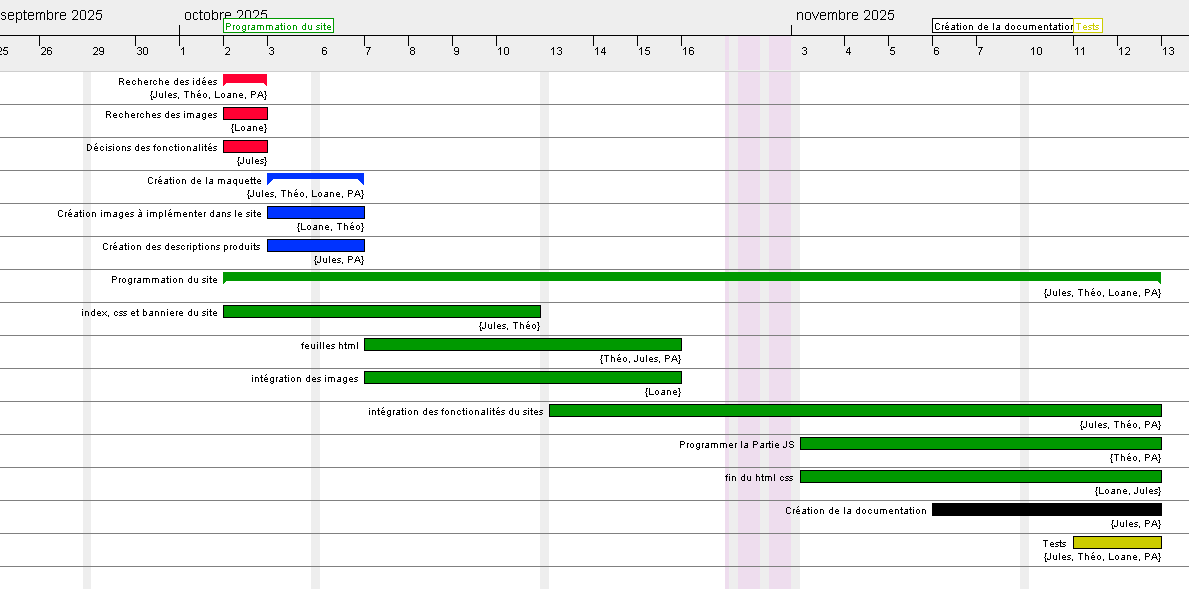 septembre 2025
octobre 2025
novembre 2025
Programmation du site
Création de la documentation
Tests
25 26 29 30 1 2 3 6 7 8 9 10 13 14 15 16 3 4 5 6 7 10 11 12 13
Recherche des idées
{Jules, Théo, Loane, PA}
Recherches des images
{Loane}
Décisions des fonctionalités
{Jules}
Création de la maquette
{Jules, Théo, Loane, PA}
Création images à implémenter dans le site
{Loane, Théo}
Création des descriptions produits
{Jules, PA}
Programmation du site
{Jules, Théo, Loane, PA}
index, css et banniere du site
{Jules, Théo}
feuilles html
{Théo, Jules, PA}
intégration des images
{Loane}
intégration des fonctionalités du sites
{Jules, Théo, PA}
Programmer la Partie JS
{Théo, PA}
fin du html css
{Loane, Jules}
Création de la documentation
{Jules, PA}
Tests
{Jules, Théo, Loane, PA}